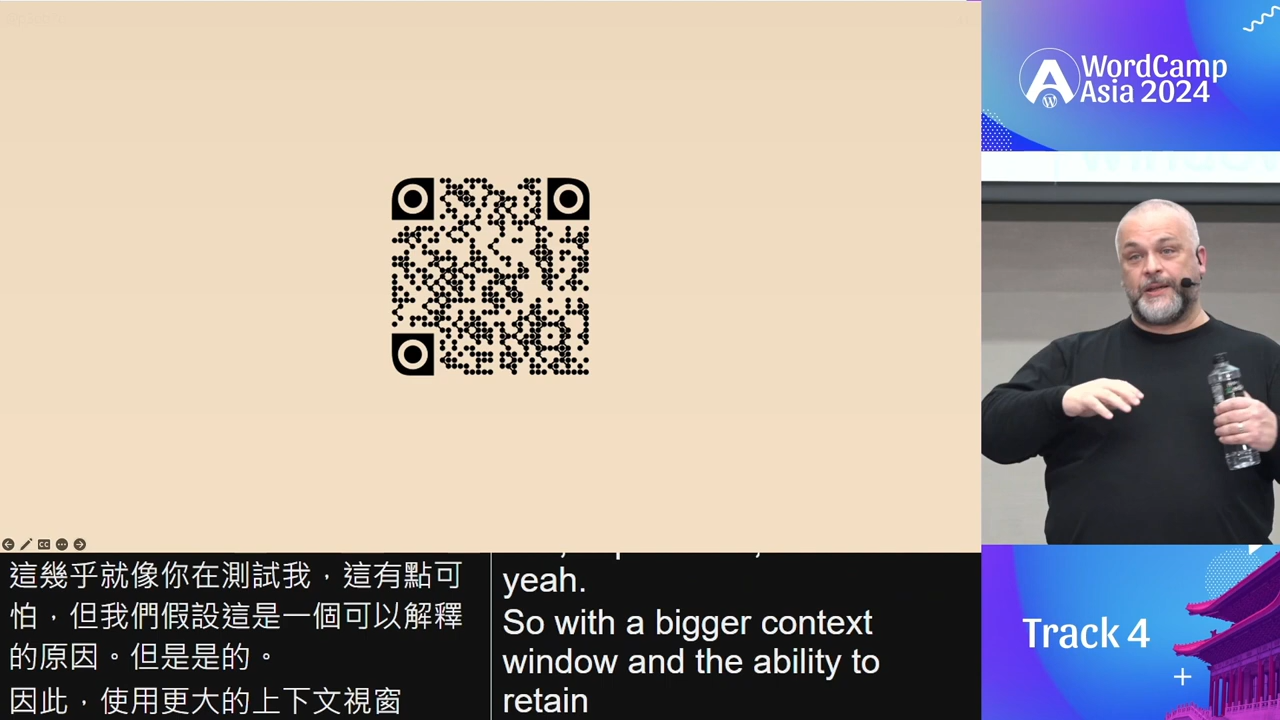 WordCamp
Asia 2024
這幾乎就像你在測試我，這有點可
怕，但我們假設這是一個可以解釋
的原因。但是是的。
因此，使用更大的上下文視窗
yeah.
So with a bigger context
window and the ability to
retain
Track 4